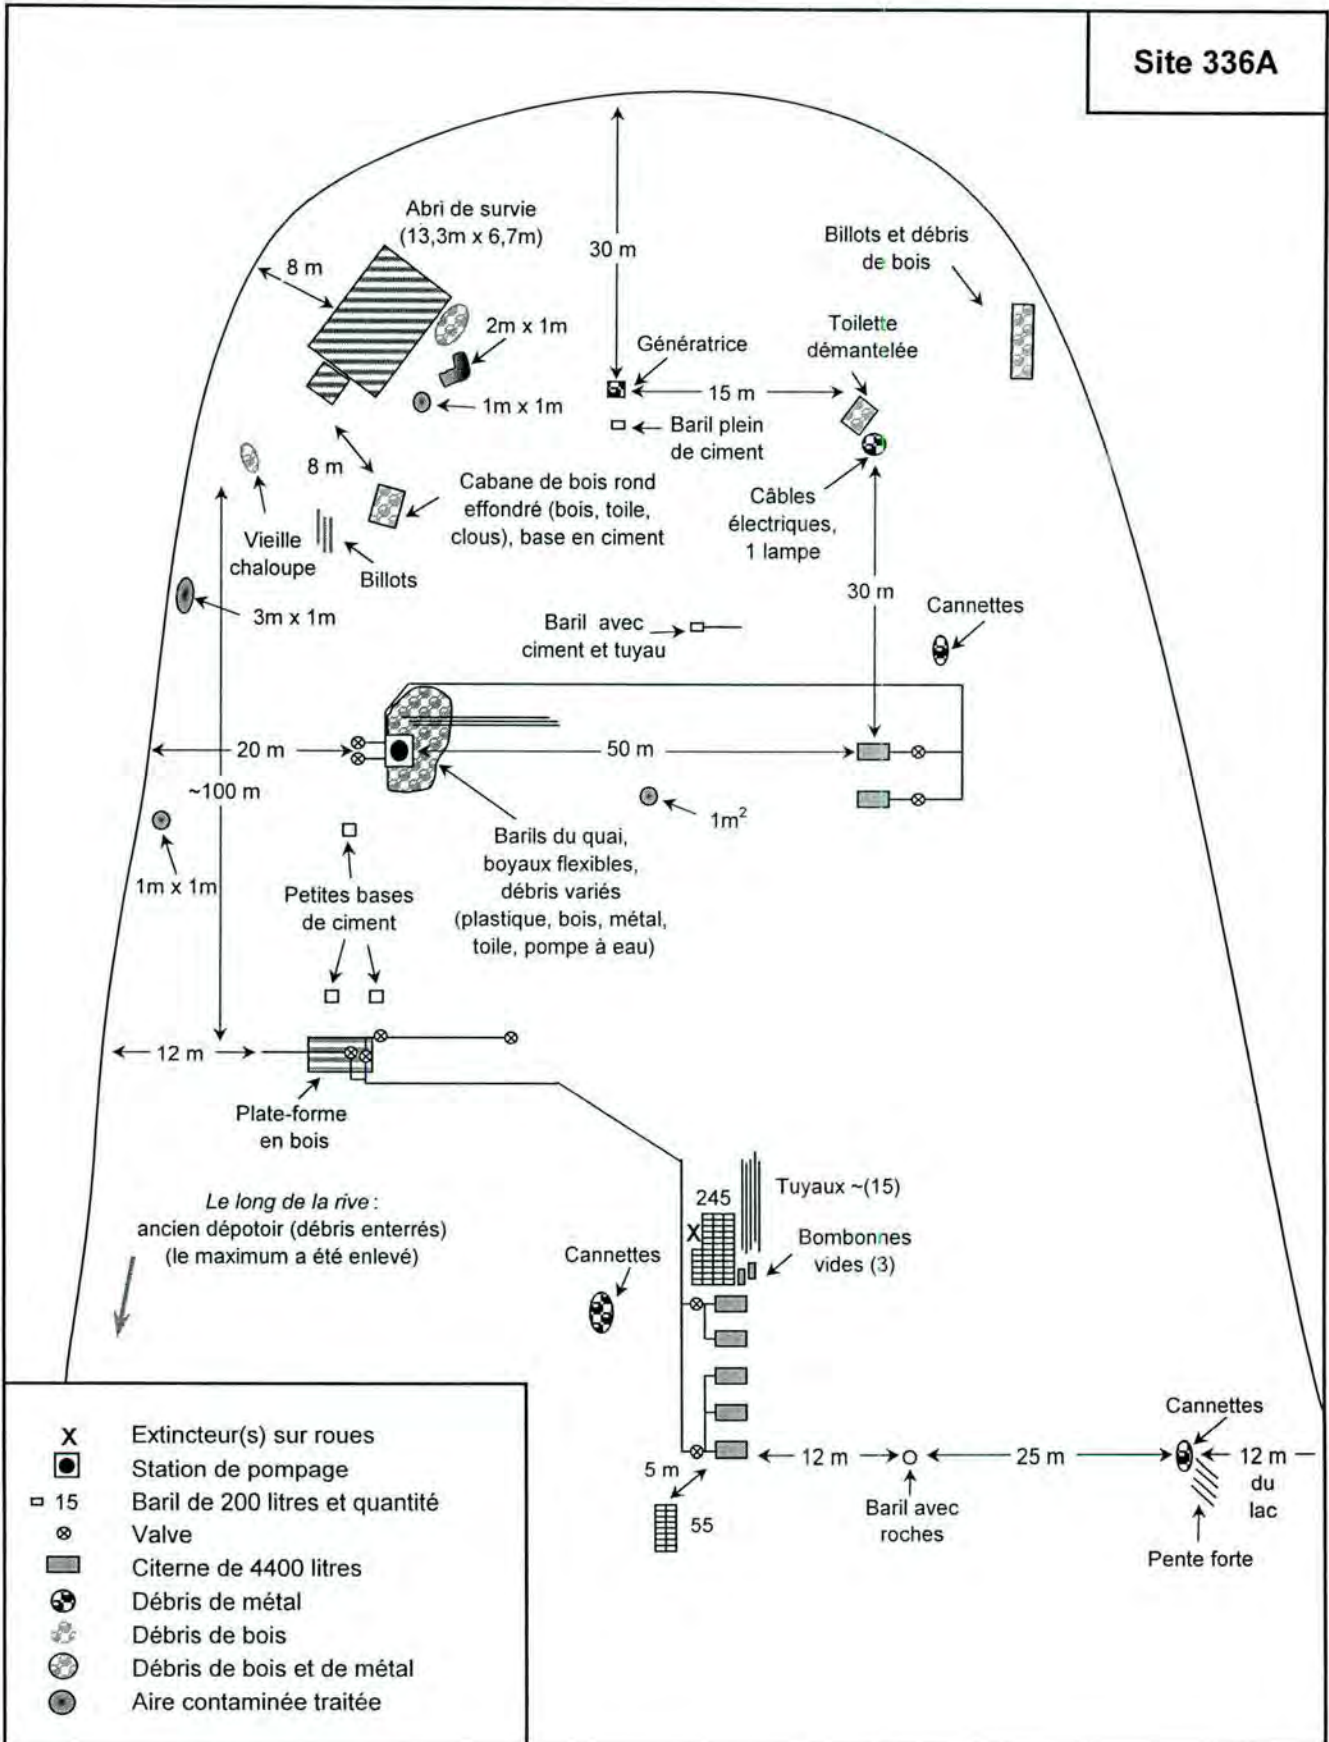 Site 336A
Abri de survie
(13,3m x 6,7m)
8 m
30 m
Billots et débris
de bois
2m x 1m
Génératrice
Toilette
démantelée
15 m
1m x 1m
Baril plein
de ciment
8 m
Cabane de bois rond
effondré (bois, toile,
clous), base en ciment
Câbles
électriques,
1 lampe
Vieille
chaloupe
Billots
30 m
3m x 1m
Cannettes
Baril avec
ciment et tuyau
20 m
50 m
~100 m
1m²
1m x 1m
Barils du quai,
boyaux flexibles,
débris variés
(plastique, bois, métal,
toile, pompe à eau)
Petites bases
de ciment
12 m
Plate-forme
en bois
Le long de la rive :
ancien dépotoir (débris enterrés)
(le maximum a été enlevé)
245
X
Tuyaux ~(15)
Bombonnes
vides (3)
Cannettes
Cannettes
12 m
25 m
12 m
du
lac
5 m
Baril avec
roches
55
Pente forte
X Extincteur(s) sur roues
Station de pompage
15 Baril de 200 litres et quantité
Valve
Citerne de 4400 litres
Débris de métal
Débris de bois
Débris de bois et de métal
Aire contaminée traitée